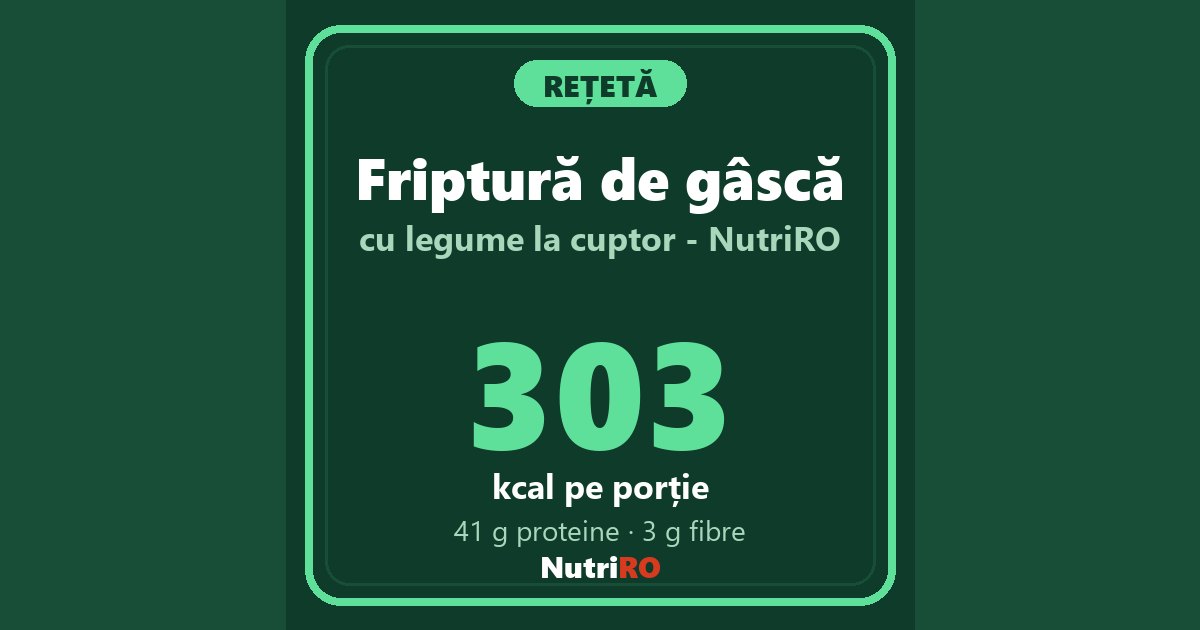 REȚETĂ
Friptură de gâscă
cu legume la cuptor - NutriRO
303
kcal pe porție
41 g proteine · 3 g fibre
NutriRO